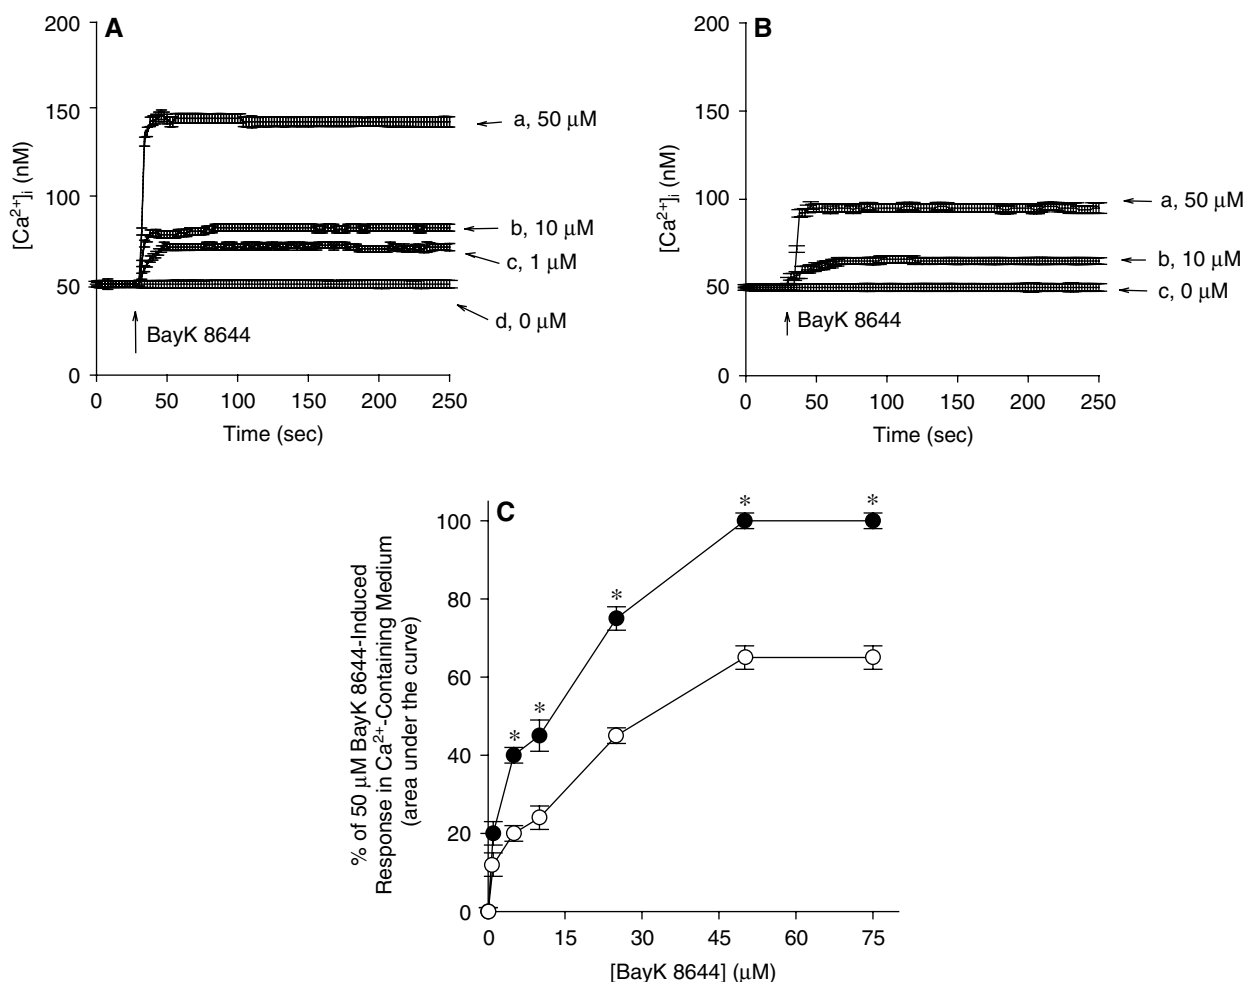 A
200
150
100
50
0
[Ca²⁺]ᵢ (nM)
a, 50 µM
b, 10 µM
c, 1 µM
d, 0 µM
BayK 8644
0 50 100 150 200 250
Time (sec)
B
200
150
100
50
0
[Ca²⁺]ᵢ (nM)
a, 50 µM
b, 10 µM
c, 0 µM
BayK 8644
0 50 100 150 200 250
Time (sec)
C
% of 50 µM BayK 8644-Induced
Response in Ca²⁺-Containing Medium
(area under the curve)
100
80
60
40
20
0
* * * * *
0 15 30 45 60 75
[BayK 8644] (µM)